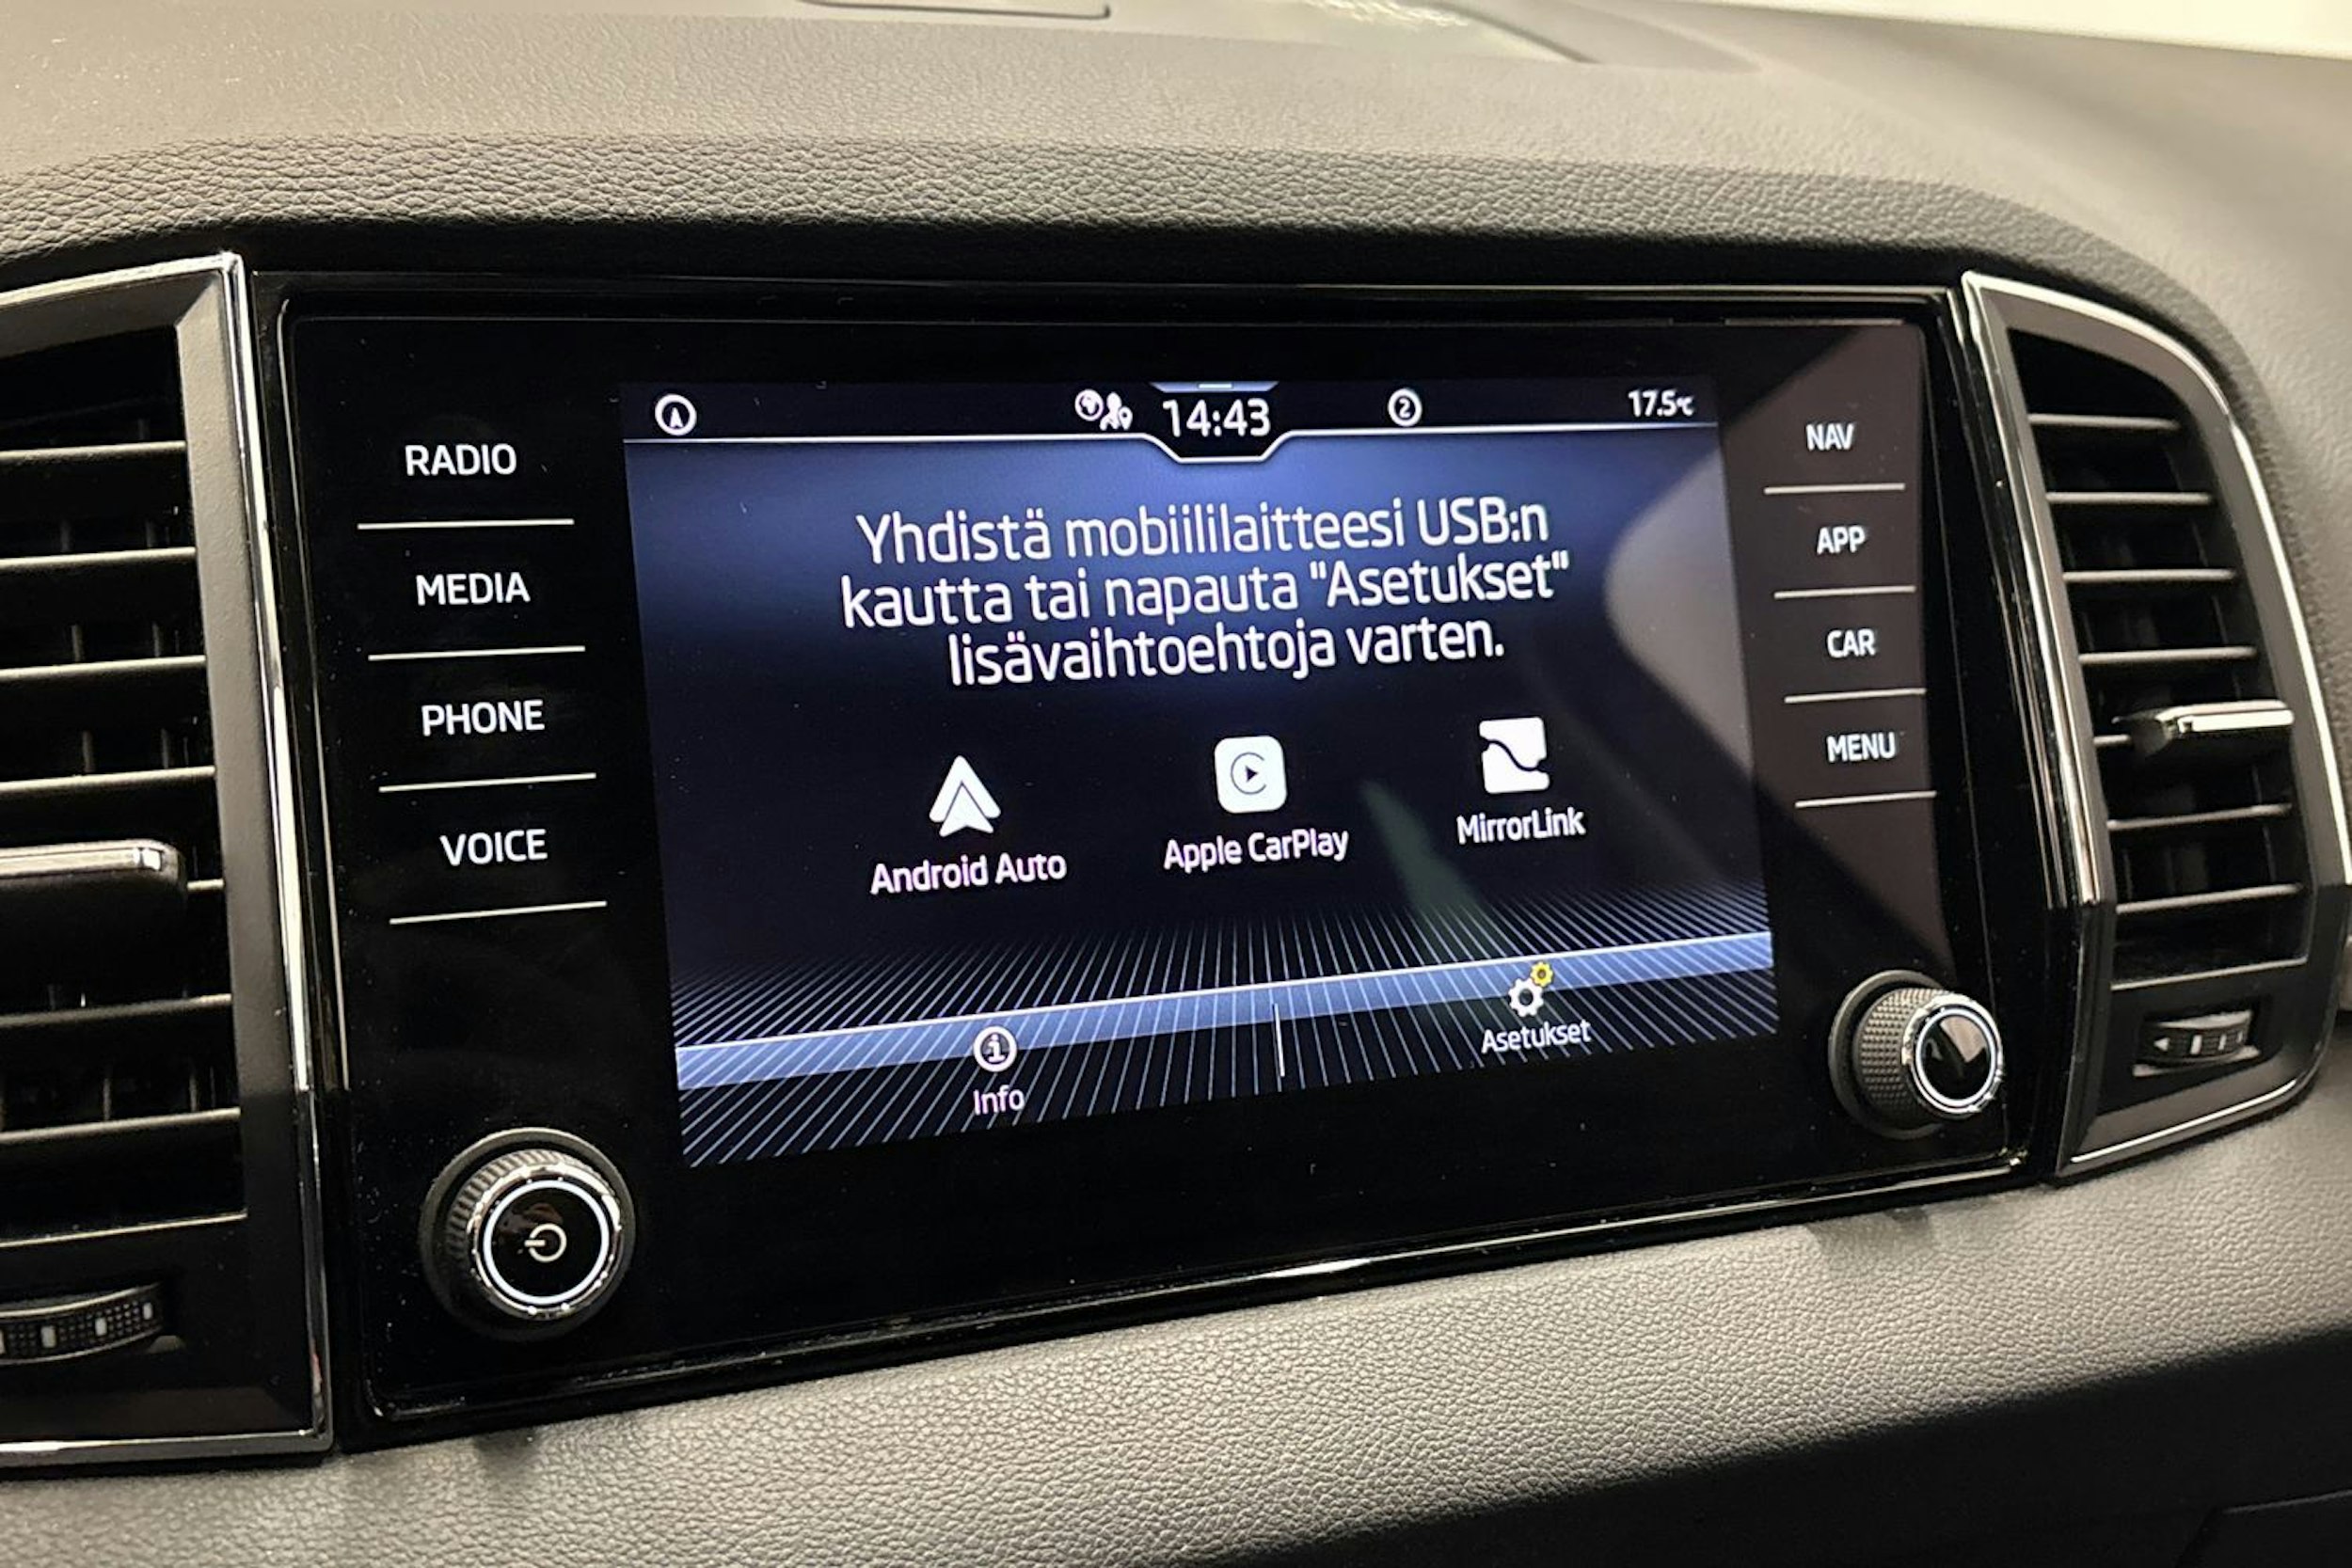 RADIO
MEDIA
PHONE
VOICE
14:43
2
17.5°C
Yhdistä mobiililaitteesi USB:n
kautta tai napauta "Asetukset"
lisävaihtoehtoja varten.
Android Auto
Apple CarPlay
MirrorLink
Info
Asetukset
NAV
APP
CAR
MENU